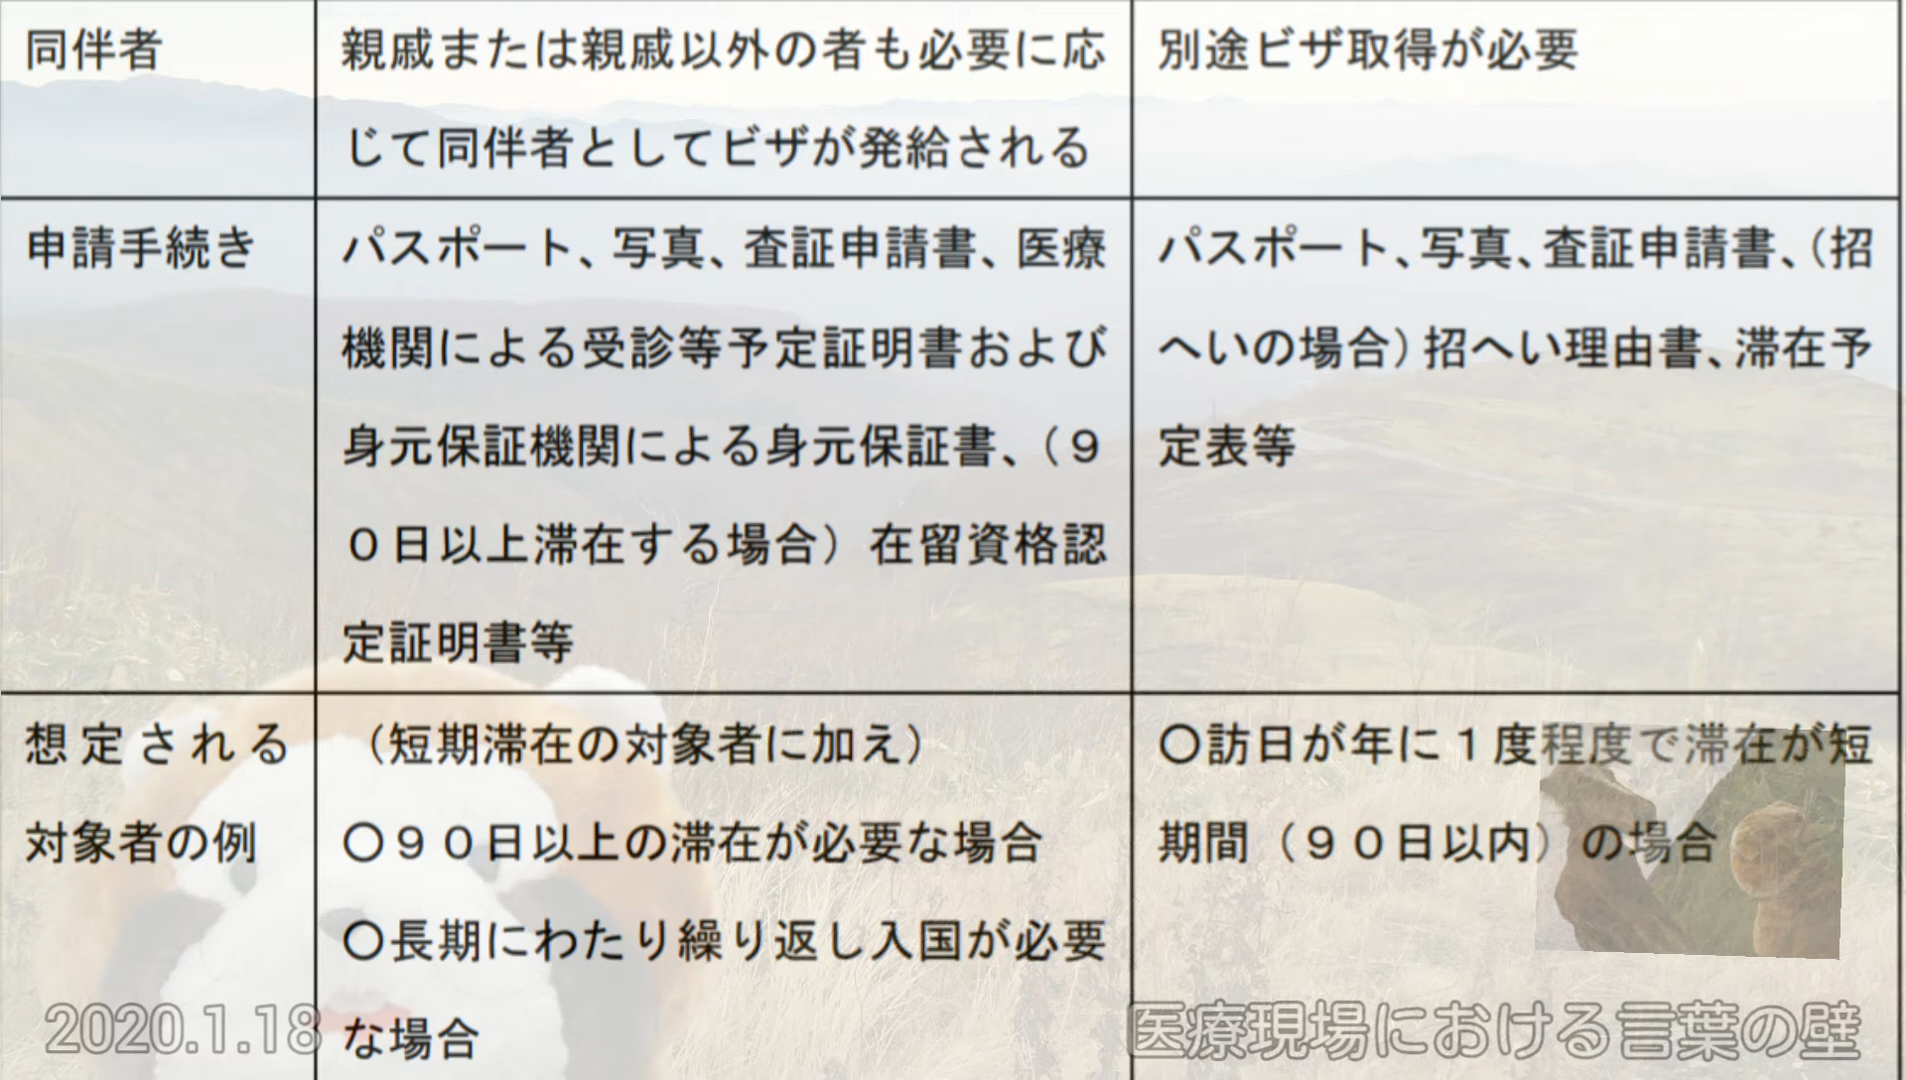 同伴者
親戚または親戚以外の者も必要に応
じて同伴者としてビザが発給される
別途ビザ取得が必要
申請手続き
パスポート、写真、査証申請書、医療
機関による受診等予定証明書および
身元保証機関による身元保証書、（９
０日以上滞在する場合）在留資格認
定証明書等
パスポート、写真、査証申請書、（招
へいの場合）招へい理由書、滞在予
定表等
想定される
対象者の例
（短期滞在の対象者に加え）
〇９０日以上の滞在が必要な場合
〇長期にわたり繰り返し入国が必要
な場合
〇訪日が年に１度程度で滞在が短
期間（９０日以内）の場合
2020.1.18
医療現場における言葉の壁